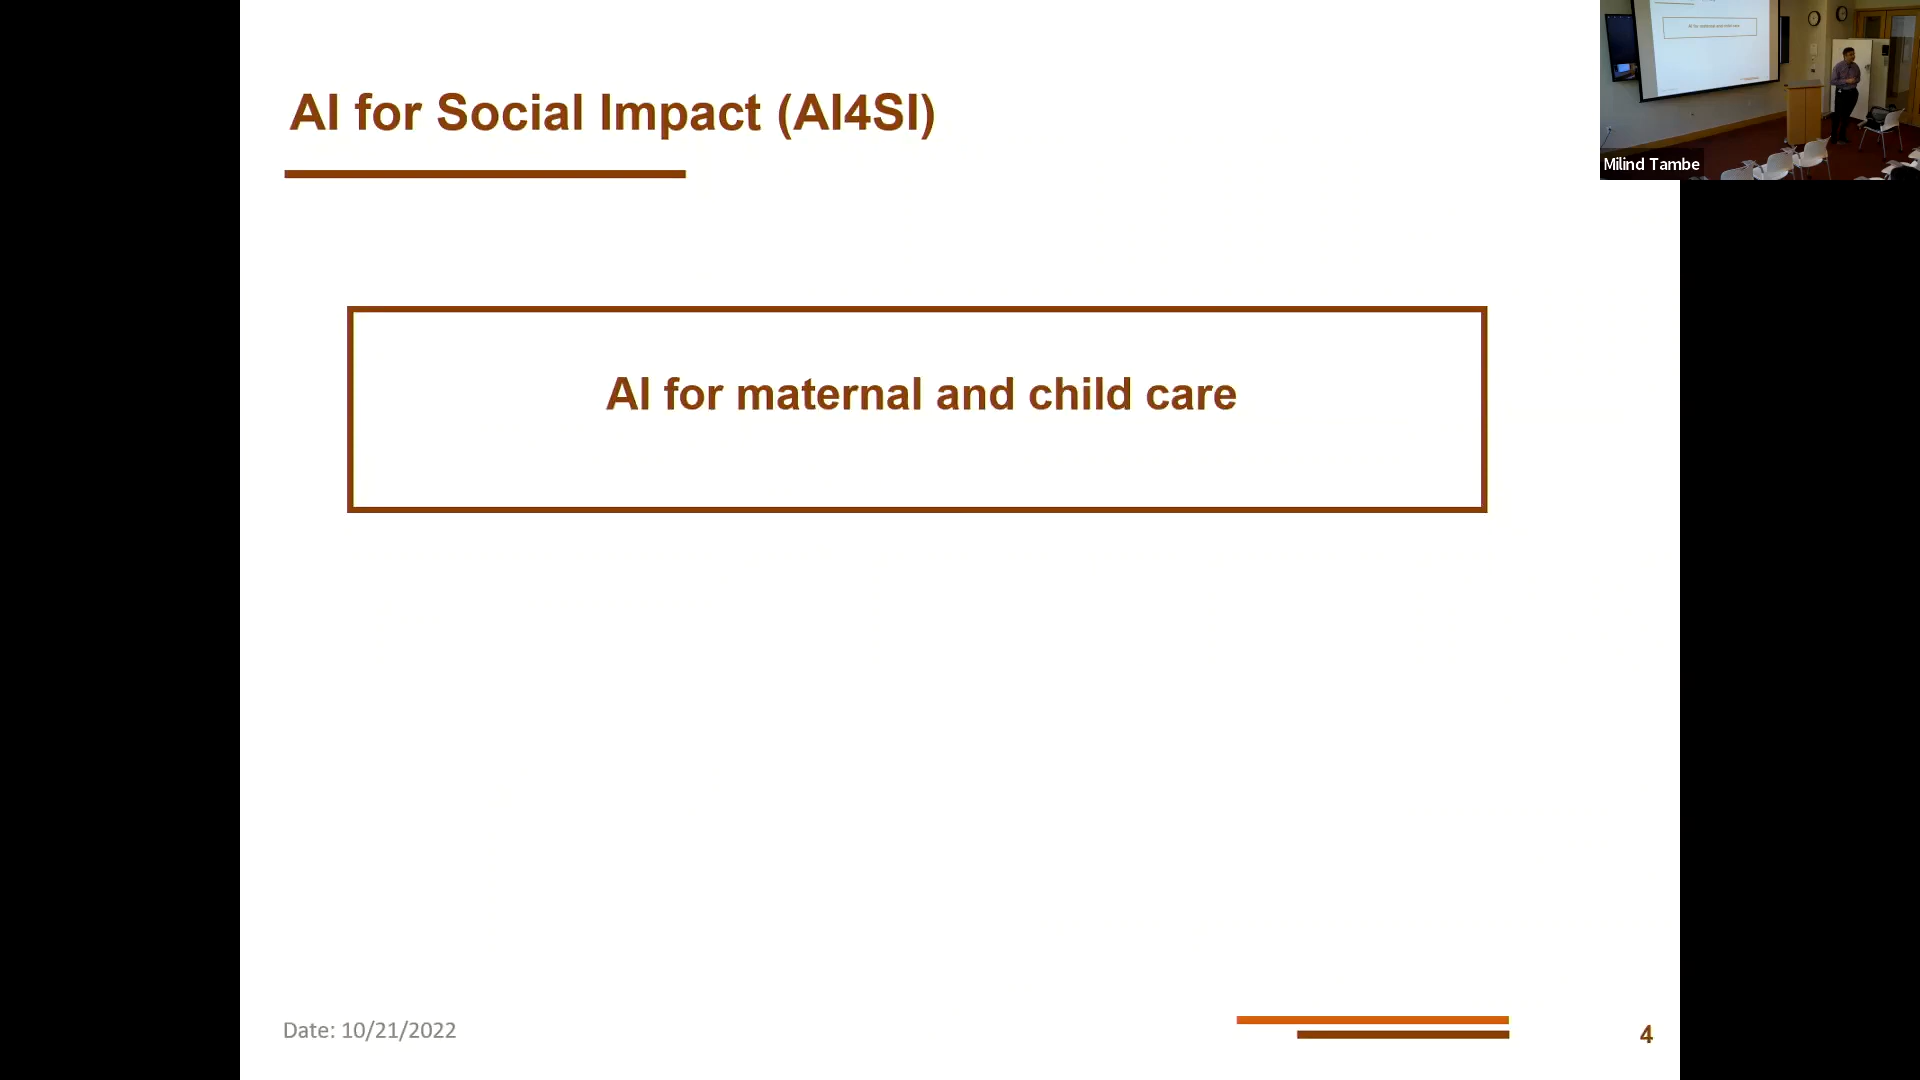 AI for Social Impact (AI4SI)
Milind Tambe
AI for maternal and child care
Date: 10/21/2022
4